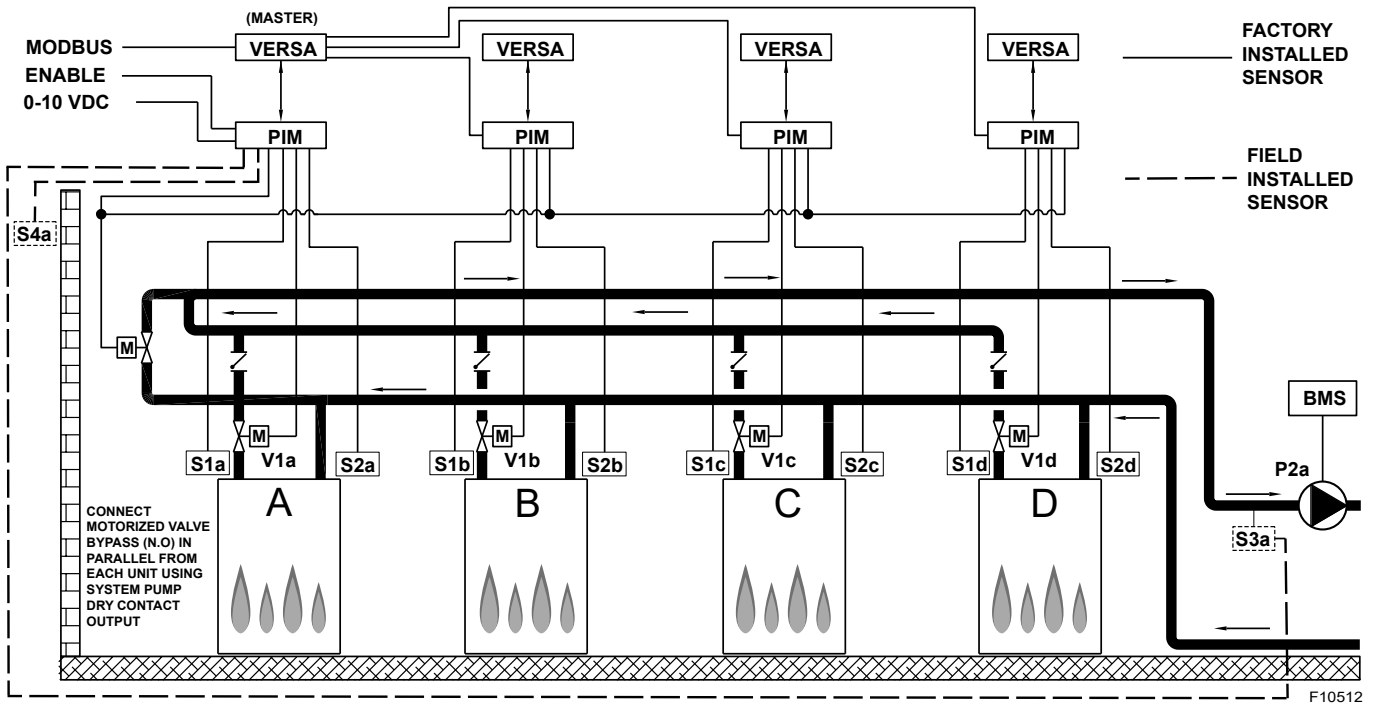 (MASTER)
MODBUS
VERSA
VERSA
VERSA
VERSA
FACTORY
INSTALLED
SENSOR
ENABLE
0-10 VDC
PIM
PIM
PIM
PIM
FIELD
INSTALLED
SENSOR
S4a
M
BMS
M
M
M
M
S1a
V1a
S2a
S1b
V1b
S2b
S1c
V1c
S2c
S1d
V1d
S2d
P2a
A
B
C
D
CONNECT
MOTORIZED VALVE
BYPASS (N.O) IN
PARALLEL FROM
EACH UNIT USING
SYSTEM PUMP
DRY CONTACT
OUTPUT
S3a
F10512